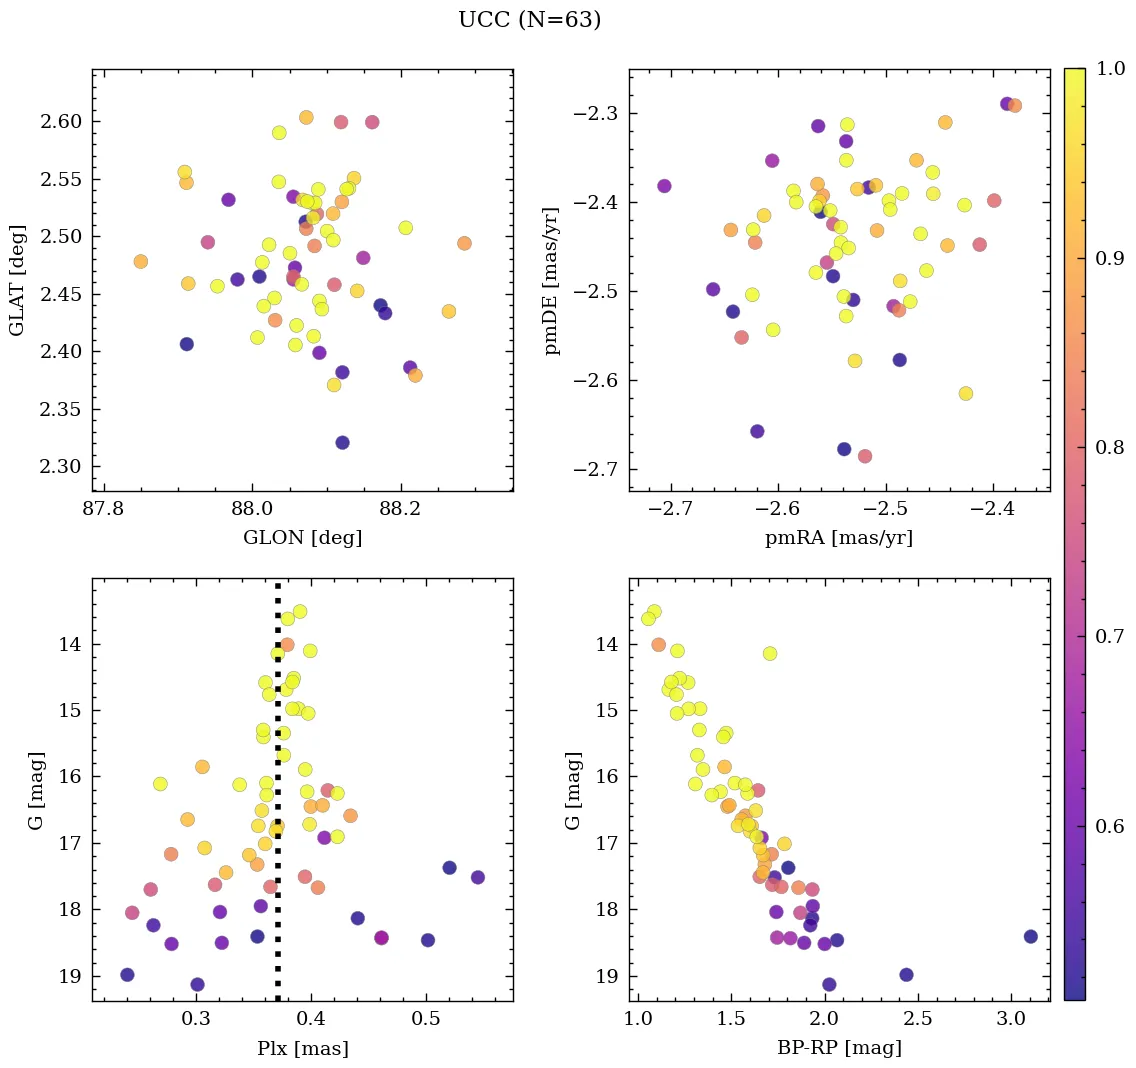 UCC (N=63)
2.60
2.55
2.50
2.45
2.40
2.35
2.30
GLAT [deg]
87.8 88.0 88.2
GLON [deg]
−2.3
−2.4
−2.5
−2.6
−2.7
pmDE [mas/yr]
−2.7 −2.6 −2.5 −2.4
pmRA [mas/yr]
1.0
0.9
0.8
0.7
0.6
14
15
16
17
18
19
G [mag]
0.3 0.4 0.5
Plx [mas]
14
15
16
17
18
19
G [mag]
1.0 1.5 2.0 2.5 3.0
BP-RP [mag]